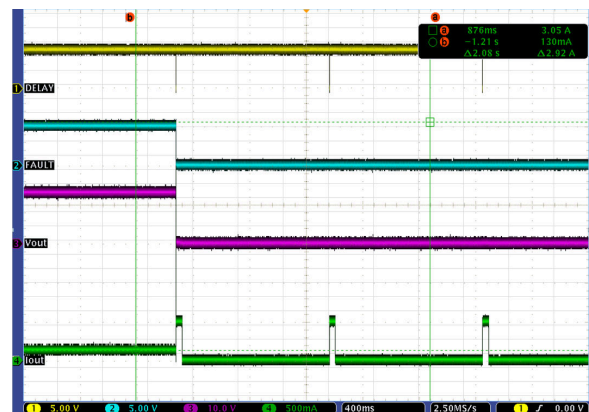 b a
a 876ms 3.05 A
b -1.21 s 130mA
Δ2.08 s Δ2.92 A
1 DELAY
2 FAULT
3 Vout
4 Iout
1 5.00 V 2 5.00 V 3 -10.0 V 4 500mA 400ms 2.50MS/s 1 0.00 V